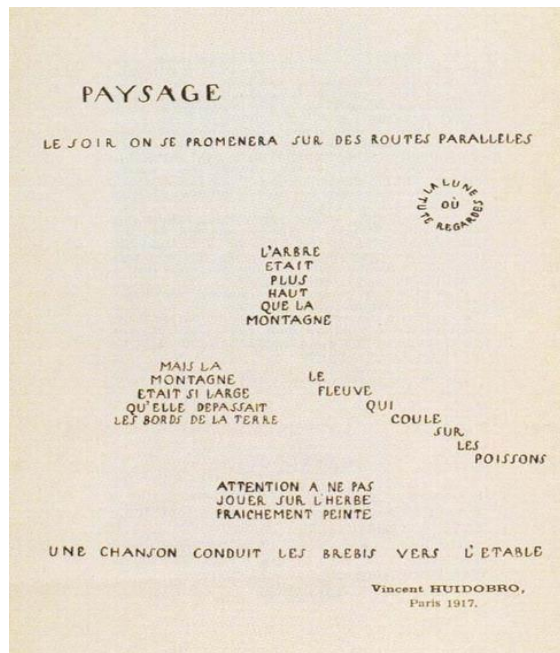 PAYSAGE
LE SOIR ON SE PROMENERA SUR DES ROUTES PARALLELES
LA LUNE
OÙ
TU TE REGARDES
L'ARBRE
ETAIT
PLUS
HAUT
QUE LA
MONTAGNE
MAIS LA
MONTAGNE
ETAIT SI LARGE
QU'ELLE DEPASSAIT
LES BORDS DE LA TERRE
LE
FLEUVE
QUI
COULE
SUR
LES
POISSONS
ATTENTION A NE PAS
JOUER SUR L'HERBE
FRAICHEMENT PEINTE
UNE CHANSON CONDUIT LES BREBIS VERS L'ETABLE
Vincent HUIDOBRO,
Paris 1917.